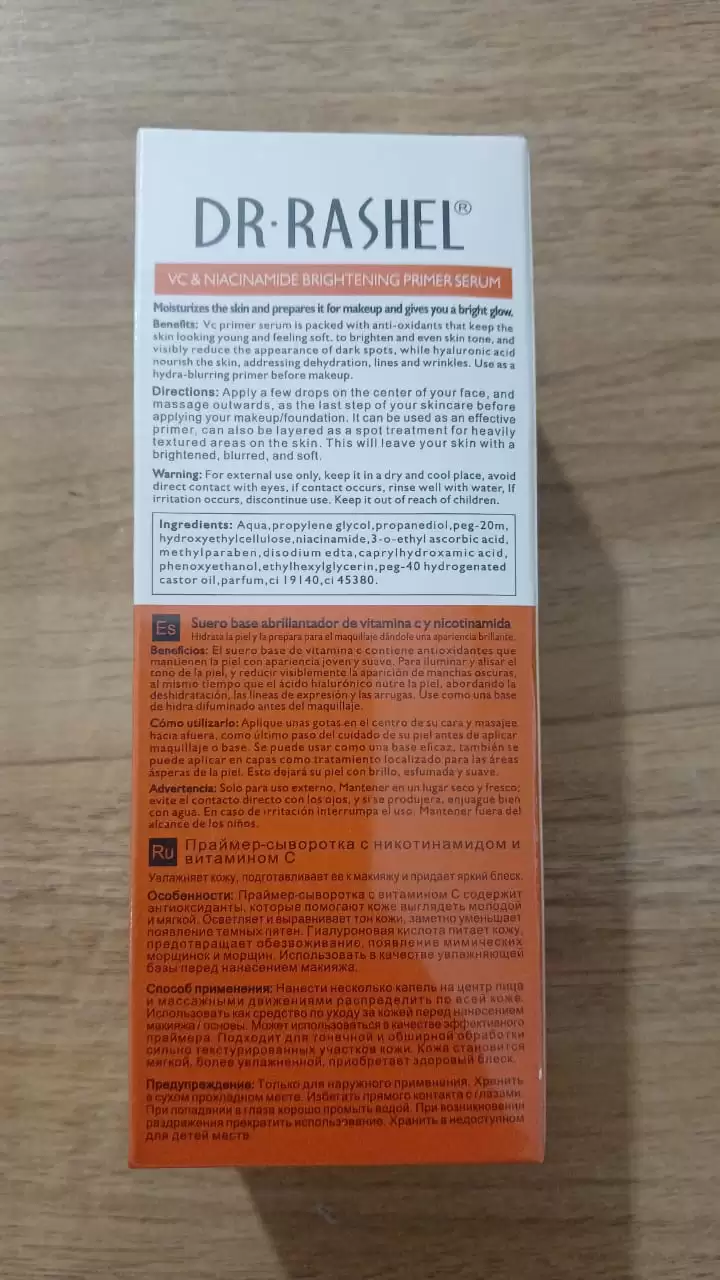 DR·RASHEL®
VC & NIACINAMIDE BRIGHTENING PRIMER SERUM
Moisturizes the skin and prepares it for makeup and gives you a bright glow.
Benefits: Vc primer serum is packed with anti-oxidants that keep the
skin looking young and feeling soft. to brighten and even skin tone, and
visibly reduce the appearance of dark spots, while hyaluronic acid
nourish the skin, addressing dehydration, lines and wrinkles. Use as a
hydra-blurring primer before makeup.
Directions: Apply a few drops on the center of your face, and
massage outwards, as the last step of your skincare before
applying your makeup/foundation. It can be used as an effective
primer, can also be layered as a spot treatment for heavily
textured areas on the skin. This will leave your skin with a
brightened, blurred, and soft.
Warning: For external use only, keep it in a dry and cool place, avoid
direct contact with eyes, if contact occurs, rinse well with water, If
irritation occurs, discontinue use. Keep it out of reach of children.
Ingredients: Aqua,propylene glycol,propanediol,peg-20m,
hydroxyethylcellulose,niacinamide,3-o-ethyl ascorbic acid,
methylparaben,disodium edta,caprylhydroxamic acid,
phenoxyethanol,ethylhexylglycerin,peg-40 hydrogenated
castor oil,parfum,ci 19140,ci 45380.
Es Suero base abrillantador de vitamina c y nicotinamida
Hidrata la piel y la prepara para el maquillaje dándole una apariencia brillante.
Beneficios: El suero base de vitamina c contiene antioxidantes que
mantienen la piel con apariencia joven y suave. Para iluminar y alisar el
tono de la piel, y reducir visiblemente la aparición de manchas oscuras,
al mismo tiempo que el ácido hialurónico nutre la piel, abordando la
deshidratación, las líneas de expresión y las arrugas. Use como una base
de hidra difuminado antes del maquillaje.
Cómo utilizarlo: Aplique unas gotas en el centro de su cara y masajee
hacia afuera, como último paso del cuidado de su piel antes de aplicar
maquillaje o base. Se puede usar como una base eficaz, también se
puede aplicar en capas como tratamiento localizado para las áreas
ásperas de la piel. Esto dejará su piel con brillo, esfumada y suave.
Advertencia: Solo para uso externo. Mantener en un lugar seco y fresco;
evite el contacto directo con los ojos, y si se produjera, enjuague bien
con agua. En caso de irritación interrumpa el uso. Mantener fuera del
alcance de los niños.
Ru Праймер-сыворотка с никотинамидом и
витамином С
Увлажняет кожу, подготавливает ее к макияжу и придает яркий блеск.
Особенности: Праймер-сыворотка с витамином С содержит
антиоксиданты, которые помогают коже выглядеть молодой
и мягкой. Осветляет и выравнивает тон кожи, заметно уменьшает
появление темных пятен. Гиалуроновая кислота питает кожу,
предотвращает обезвоживание, появление мимических
морщинок и морщин. Использовать в качестве увлажняющей
базы перед нанесением макияжа.
Способ применения: Нанести несколько капель на центр лица
и массажными движениями распределить по всей коже.
Использовать как средство по уходу за кожей перед нанесением
макияжа / основы. Может использоваться в качестве эффективного
праймера. Подходит для точечной и обширной обработки
сильно текстурированных участков кожи. Кожа становится
мягкой, более увлажненной, приобретает здоровый блеск.
Предупреждение: Только для наружного применения. Хранить
в сухом прохладном месте. Избегать прямого контакта с глазами.
При попадании в глаза хорошо промыть водой. При возникновении
раздражения прекратить использование. Хранить в недоступном
для детей месте.